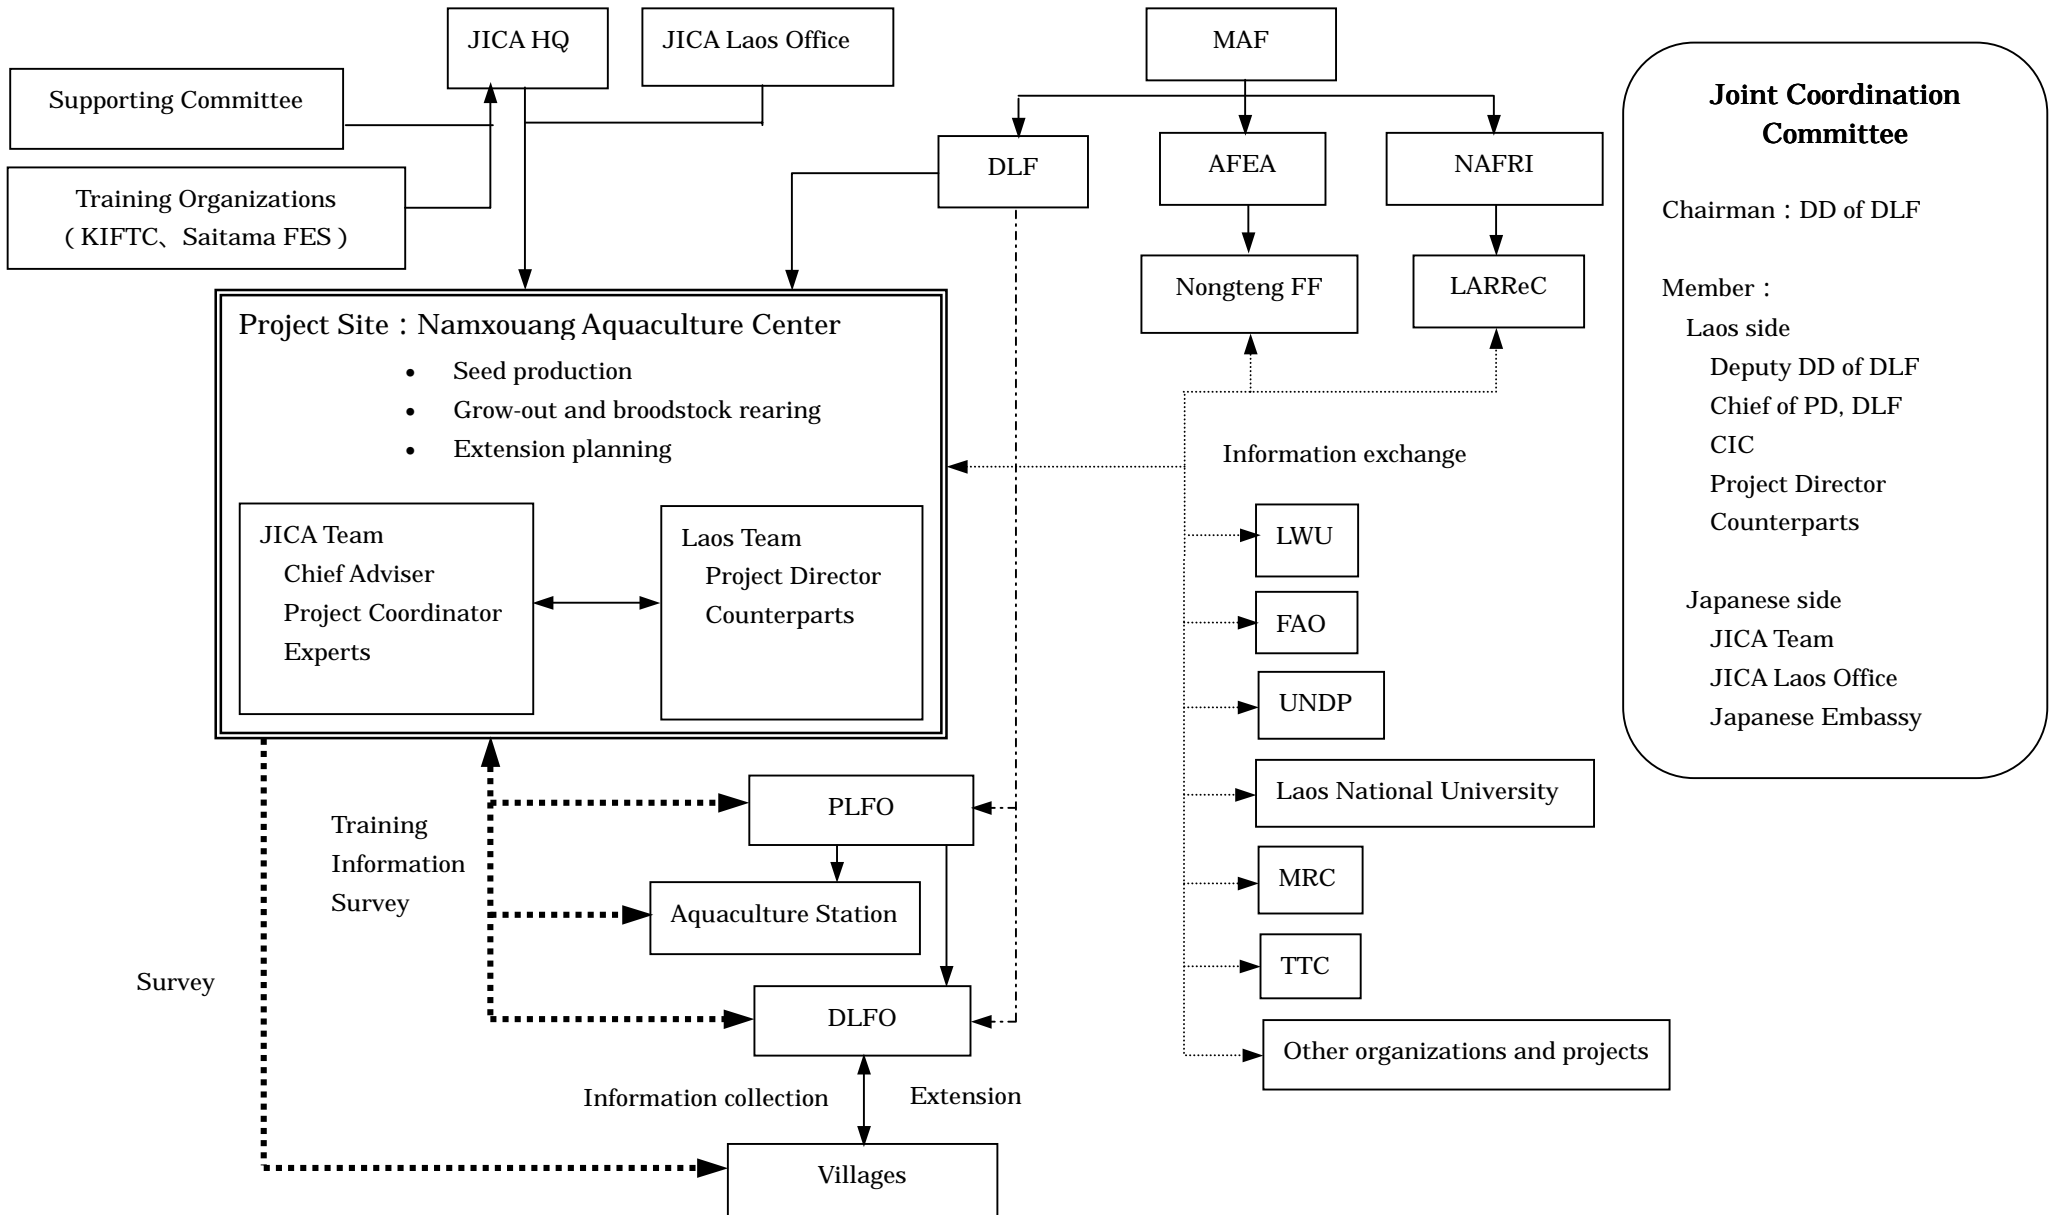 JICA HQ
JICA Laos Office
MAF
Supporting Committee
Training Organizations
( KIFTC、Saitama FES )
DLF
AFEA
NAFRI
Nongteng FF
LARReC
Joint Coordination
Committee
Chairman : DD of DLF
Member :
Laos side
Deputy DD of DLF
Chief of PD, DLF
CIC
Project Director
Counterparts
Japanese side
JICA Team
JICA Laos Office
Japanese Embassy
Project Site : Namxouang Aquaculture Center
• Seed production
• Grow-out and broodstock rearing
• Extension planning
JICA Team
Chief Adviser
Project Coordinator
Experts
Laos Team
Project Director
Counterparts
Information exchange
LWU
FAO
UNDP
Laos National University
MRC
TTC
Other organizations and projects
Training
Information
Survey
PLFO
Aquaculture Station
Survey
DLFO
Information collection
Extension
Villages